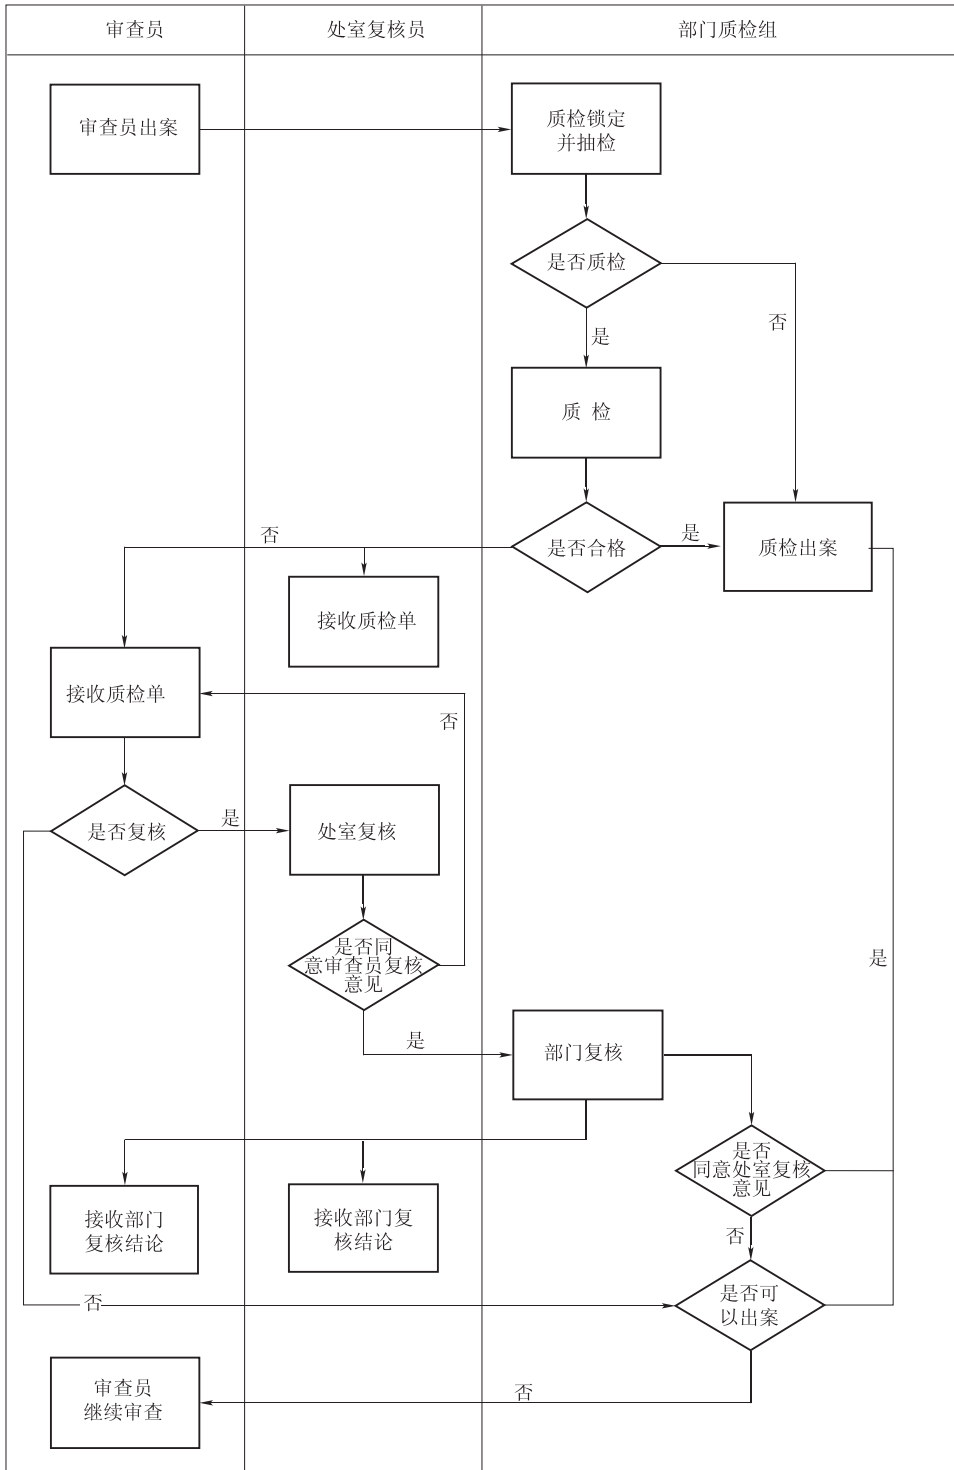 审查员
处室复核员
部门质检组
审查员出案
质检锁定
并抽检
是否质检
否
是
质 检
否
是否合格
是
质检出案
接收质检单
接收质检单
否
是否复核
是
处室复核
是否同
意审查员复核
意见
是
是
部门复核
是否
同意处室复核
意见
接收部门
复核结论
接收部门复
核结论
否
否
是否可
以出案
审查员
继续审查
否